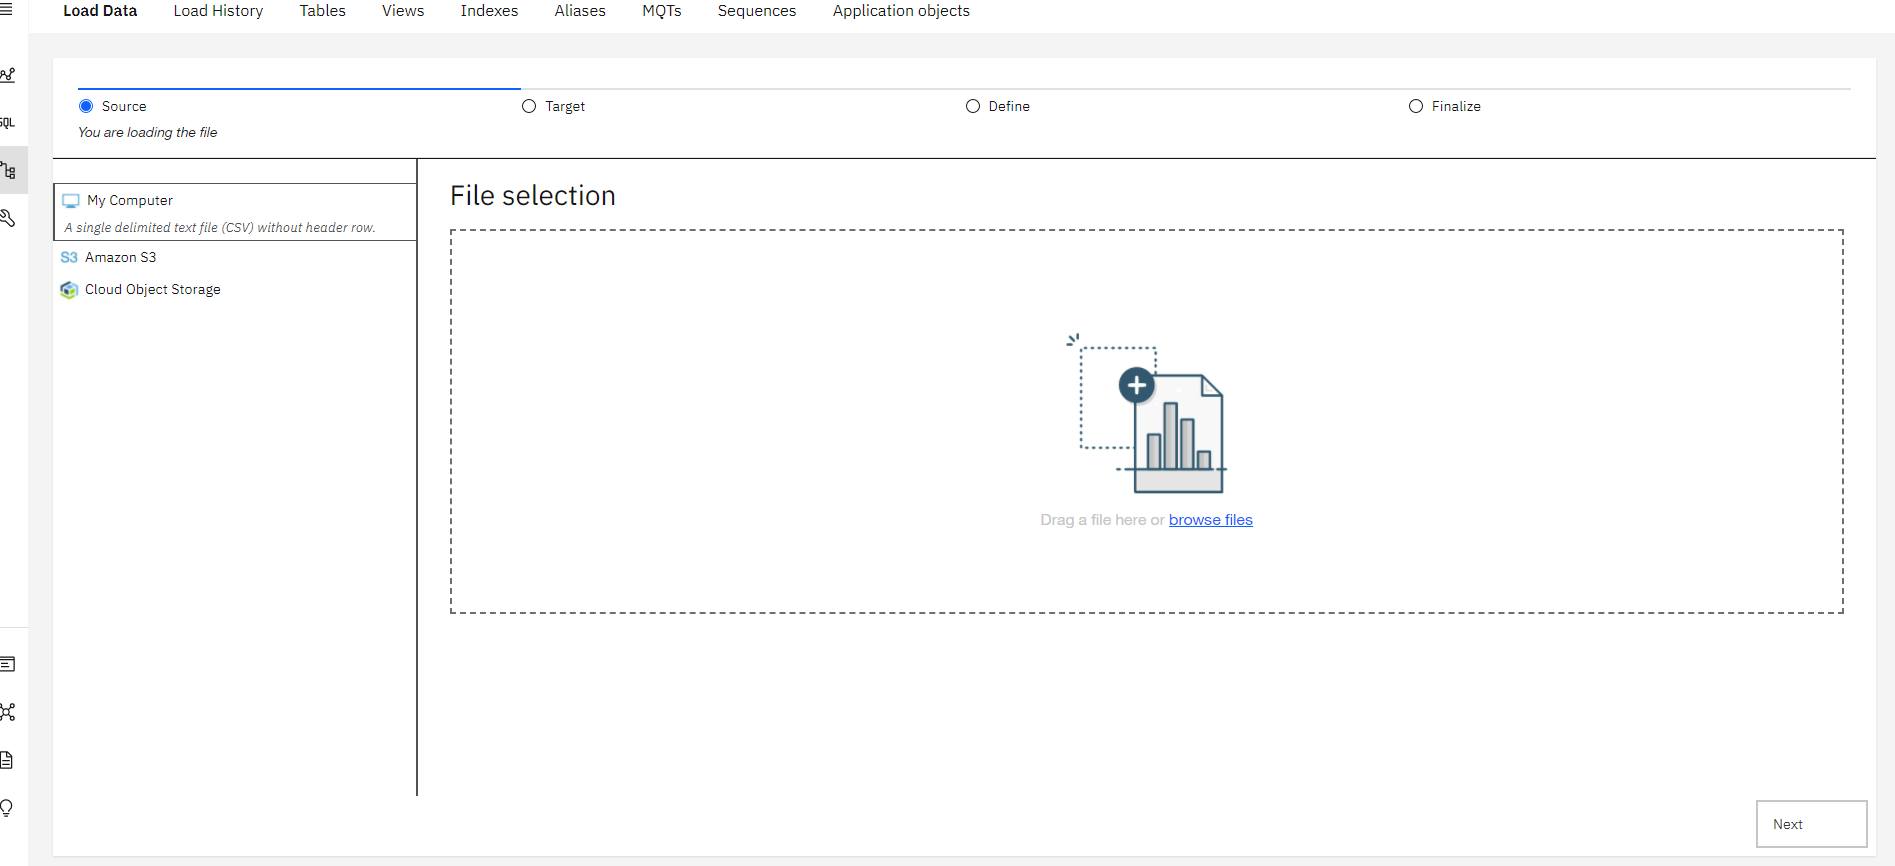 Load Data Load History Tables Views Indexes Aliases MQTs Sequences Application objects
SQL
Source Target Define Finalize
You are loading the file
My Computer
A single delimited text file (CSV) without header row.
S3 Amazon S3
Cloud Object Storage
File selection
Drag a file here or browse files
Next